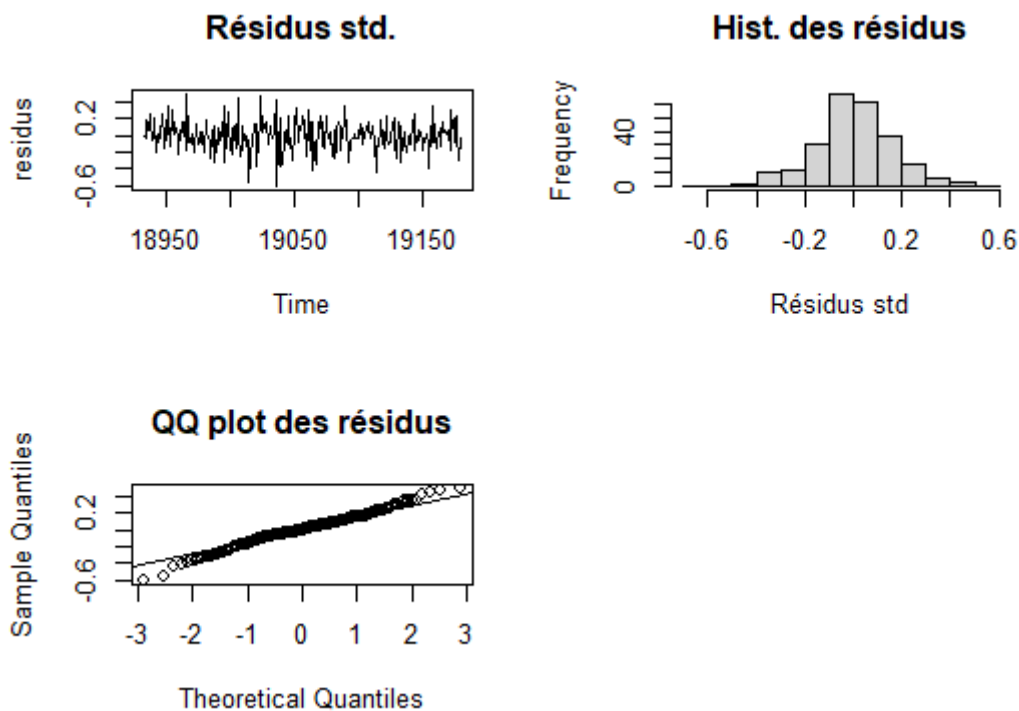 Résidus std.
residus
-0.6 0.2
18950 19050 19150
Time
Hist. des résidus
Frequency
0 40
-0.6 -0.2 0.2 0.6
Résidus std
QQ plot des résidus
Sample Quantiles
-0.6 0.2
-3 -2 -1 0 1 2 3
Theoretical Quantiles